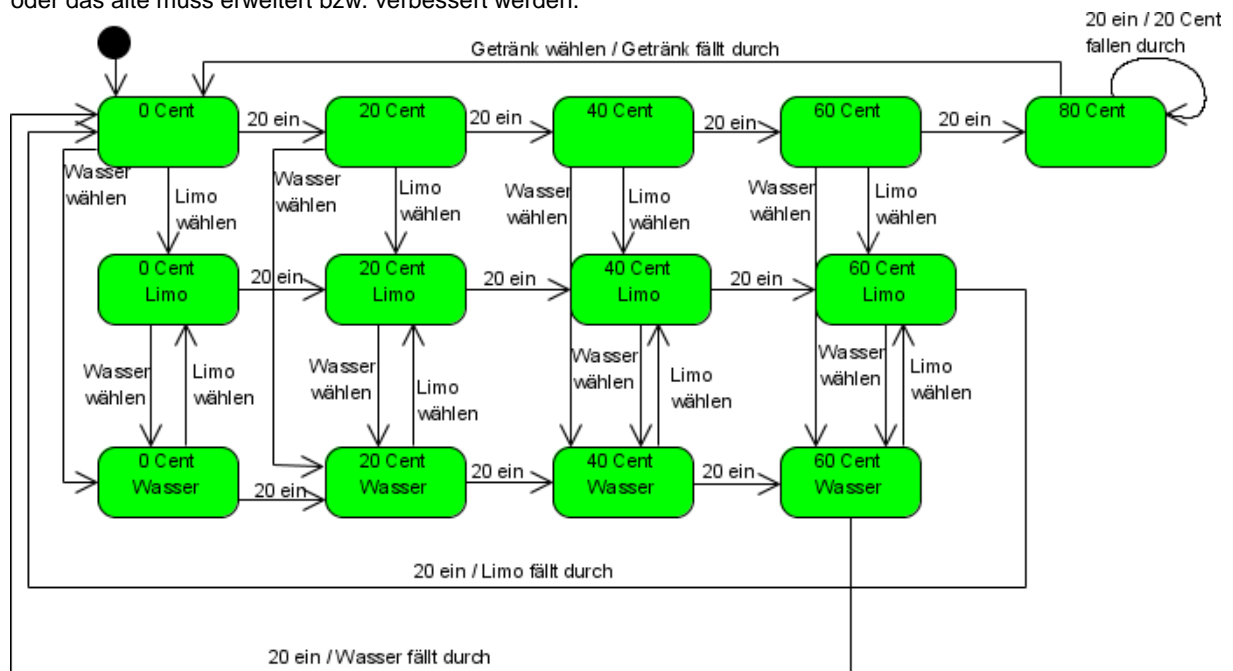 oder das alte muss erweitert bzw. verbessert werden.
20 ein / 20 Cent
fallen durch
Getränk wählen / Getränk fällt durch
0 Cent
20 ein
20 Cent
20 ein
40 Cent
20 ein
60 Cent
20 ein
80 Cent
Wasser
wählen
Limo
wählen
Wasser
wählen
Limo
wählen
Wasser
wählen
Limo
wählen
Wasser
wählen
Limo
wählen
0 Cent
Limo
20 ein
20 Cent
Limo
20 ein
40 Cent
Limo
20 ein
60 Cent
Limo
Wasser
wählen
Limo
wählen
Wasser
wählen
Limo
wählen
Wasser
wählen
Limo
wählen
Wasser
wählen
Limo
wählen
0 Cent
Wasser
20 ein
20 Cent
Wasser
20 ein
40 Cent
Wasser
20 ein
60 Cent
Wasser
20 ein / Limo fällt durch
20 ein / Wasser fällt durch